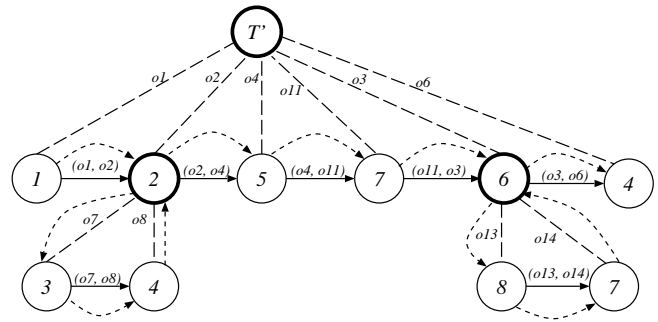 T'
o1 o2 o4 o11 o3 o6
1 (o1, o2) 2 (o2, o4) 5 (o4, o11) 7 (o11, o3) 6 (o3, o6) 4
o7 o8 o13 o14
3 (o7, o8) 4 8 (o13, o14) 7